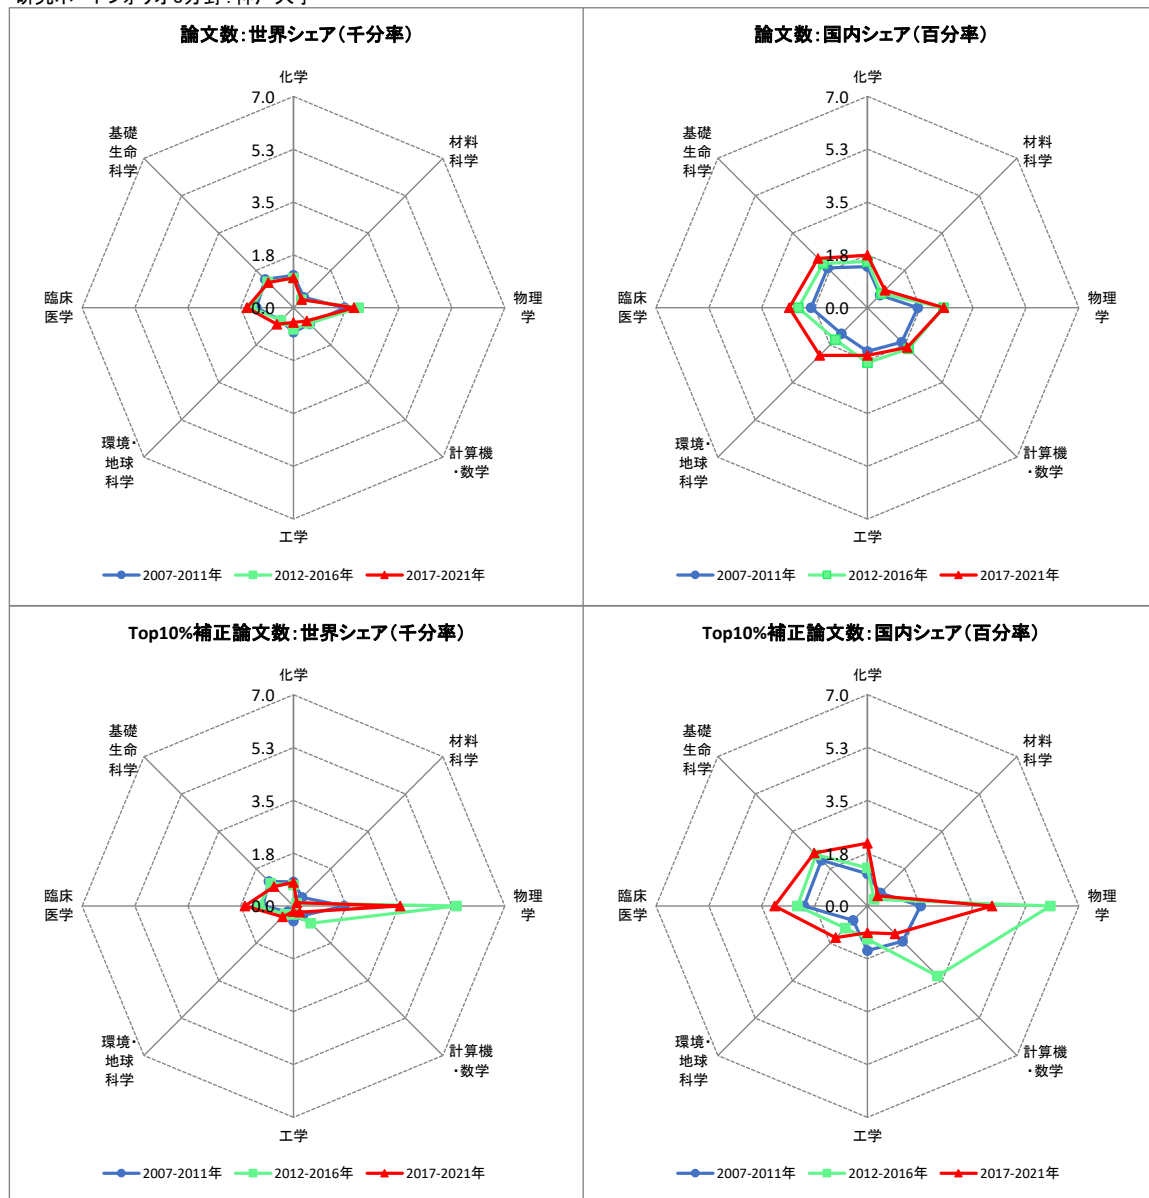 論文数：世界シェア（千分率）
化学
7.0
5.3
3.5
1.8
0.0
材料
科学
物理
学
計算機
・数学
工学
環境・
地球
科学
臨床
医学
基礎
生命
科学
2007-2011年 2012-2016年 2017-2021年
論文数：国内シェア（百分率）
化学
7.0
5.3
3.5
1.8
0.0
材料
科学
物理
学
計算機
・数学
工学
環境・
地球
科学
臨床
医学
基礎
生命
科学
2007-2011年 2012-2016年 2017-2021年
Top10%補正論文数：世界シェア（千分率）
化学
7.0
5.3
3.5
1.8
0.0
材料
科学
物理
学
計算機
・数学
工学
環境・
地球
科学
臨床
医学
基礎
生命
科学
2007-2011年 2012-2016年 2017-2021年
Top10%補正論文数：国内シェア（百分率）
化学
7.0
5.3
3.5
1.8
0.0
材料
科学
物理
学
計算機
・数学
工学
環境・
地球
科学
臨床
医学
基礎
生命
科学
2007-2011年 2012-2016年 2017-2021年